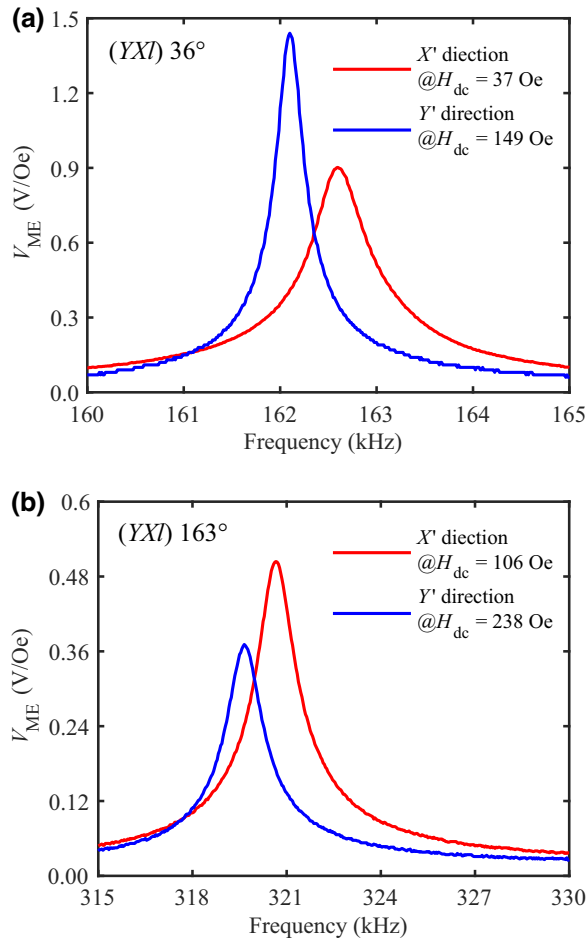 (a)
(YXl) 36°
X' diection
@Hdc = 37 Oe
Y' direction
@Hdc = 149 Oe
VME (V/Oe)
1.5
1.2
0.9
0.6
0.3
0.0
160 161 162 163 164 165
Frequency (kHz)
(b)
(YXl) 163°
X' diection
@Hdc = 106 Oe
Y' direction
@Hdc = 238 Oe
VME (V/Oe)
0.6
0.48
0.36
0.24
0.12
0.00
315 318 321 324 327 330
Frequency (kHz)